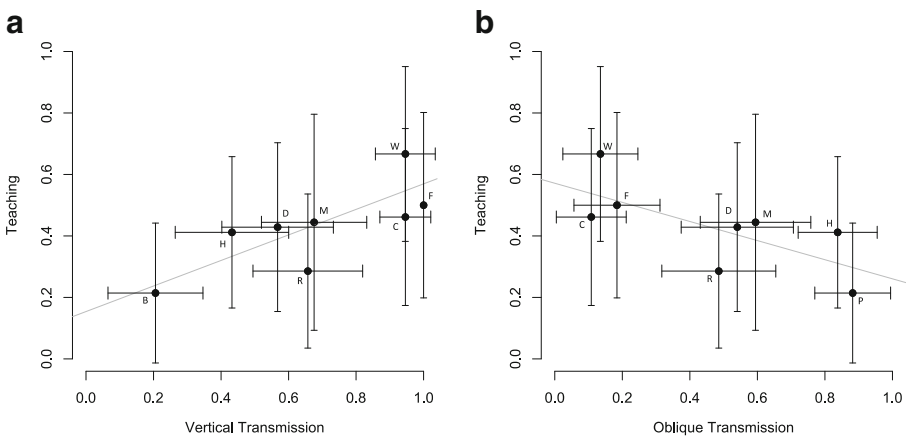 a
b
Teaching
1.0
0.8
0.6
0.4
0.2
0.0
W
F
C
M
D
H
R
B
0.0 0.2 0.4 0.6 0.8 1.0
Vertical Transmission
Teaching
1.0
0.8
0.6
0.4
0.2
0.0
W
F
C
D
M
H
R
P
0.0 0.2 0.4 0.6 0.8 1.0
Oblique Transmission